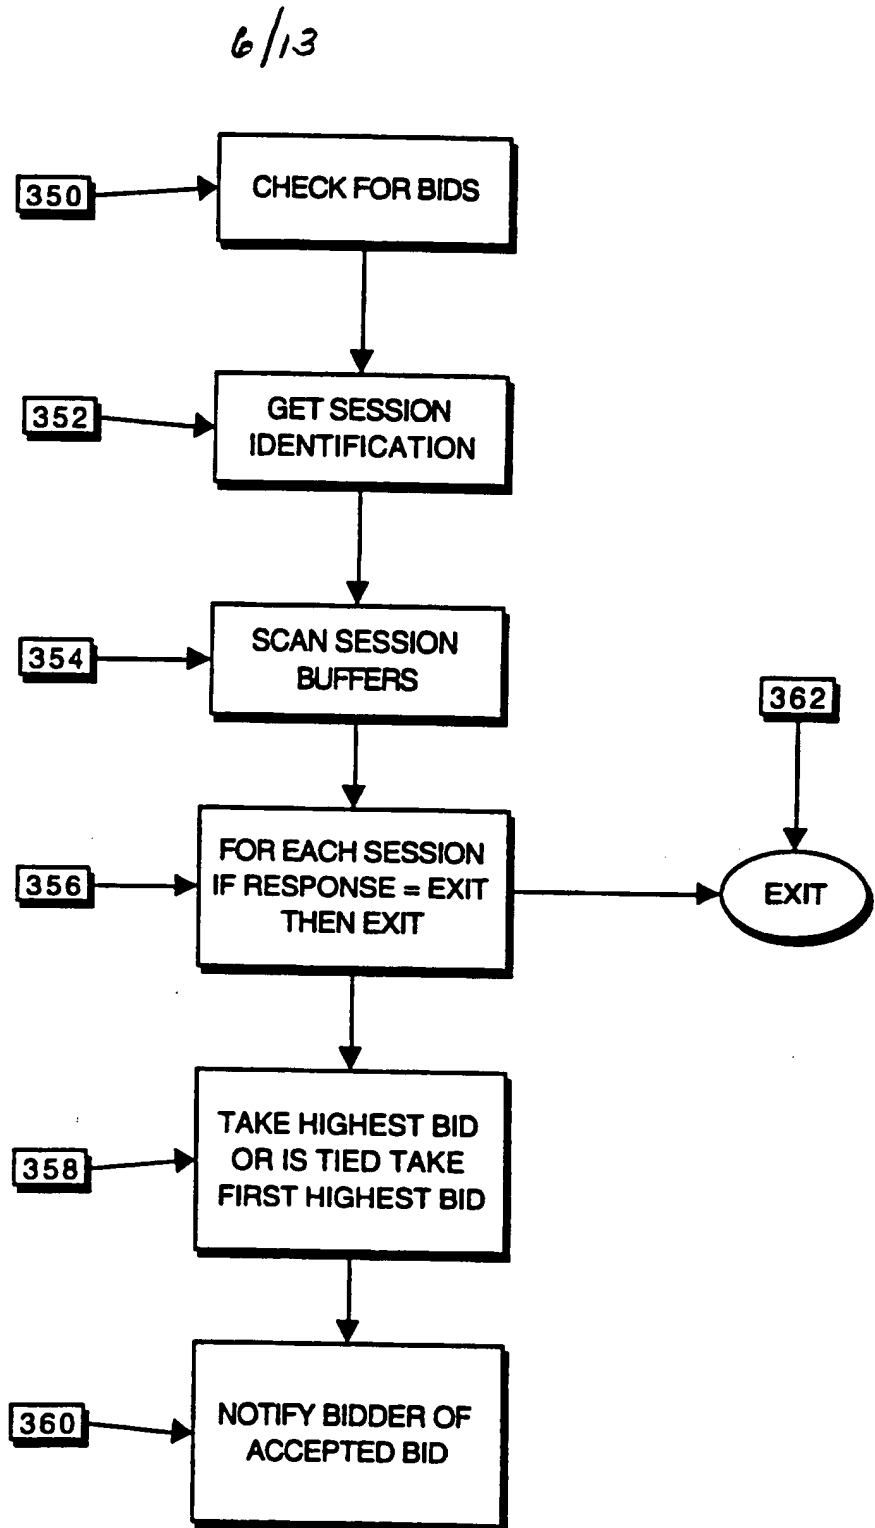 6/13
350
CHECK FOR BIDS
352
GET SESSION
IDENTIFICATION
354
SCAN SESSION
BUFFERS
362
356
FOR EACH SESSION
IF RESPONSE = EXIT
THEN EXIT
EXIT
358
TAKE HIGHEST BID
OR IS TIED TAKE
FIRST HIGHEST BID
360
NOTIFY BIDDER OF
ACCEPTED BID